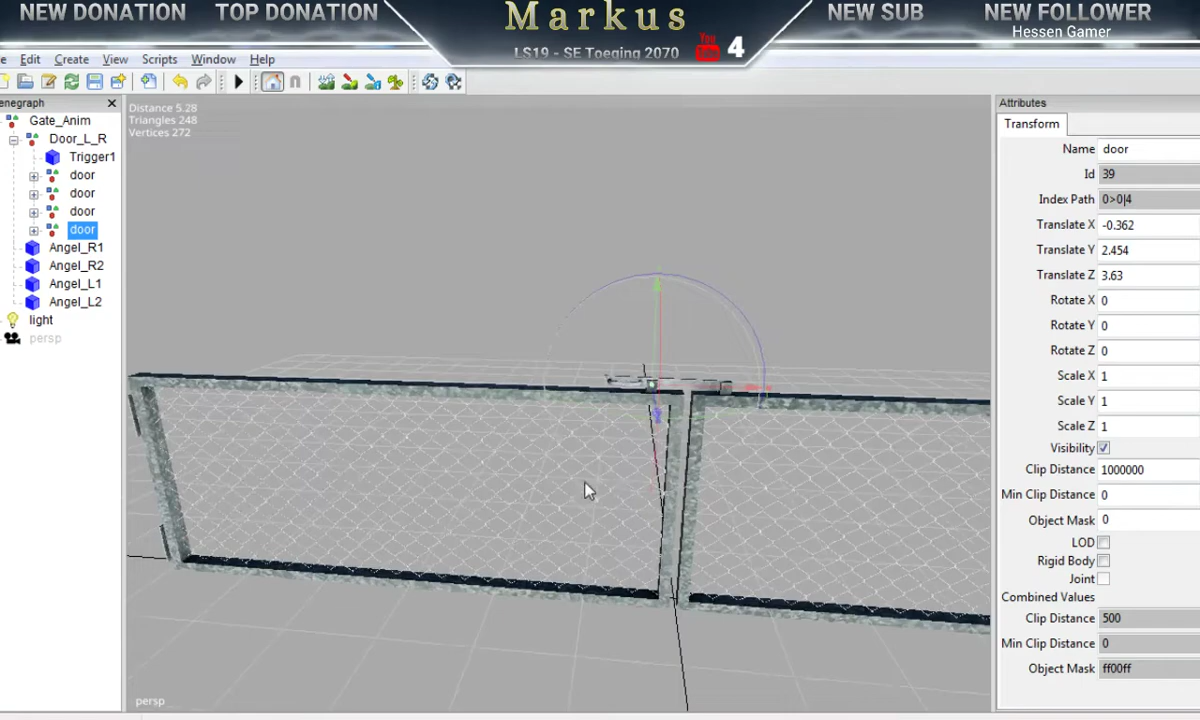 NEW DONATION
TOP DONATION
Markus
LS19 - SE Toeging 2070
You
Tube
4
NEW SUB
NEW FOLLOWER
Hessen Gamer
e Edit Create View Scripts Window Help
enegraph
Gate_Anim
Door_L_R
Trigger1
door
door
door
door
Angel_R1
Angel_R2
Angel_L1
Angel_L2
light
persp
Distance 5.28
Triangles 248
Vertices 272
persp
Attributes
Transform
Name door
Id 39
Index Path 0>0|4
Translate X -0.362
Translate Y 2.454
Translate Z 3.63
Rotate X 0
Rotate Y 0
Rotate Z 0
Scale X 1
Scale Y 1
Scale Z 1
Visibility
Clip Distance 1000000
Min Clip Distance 0
Object Mask 0
LOD
Rigid Body
Joint
Combined Values
Clip Distance 500
Min Clip Distance 0
Object Mask ff00ff